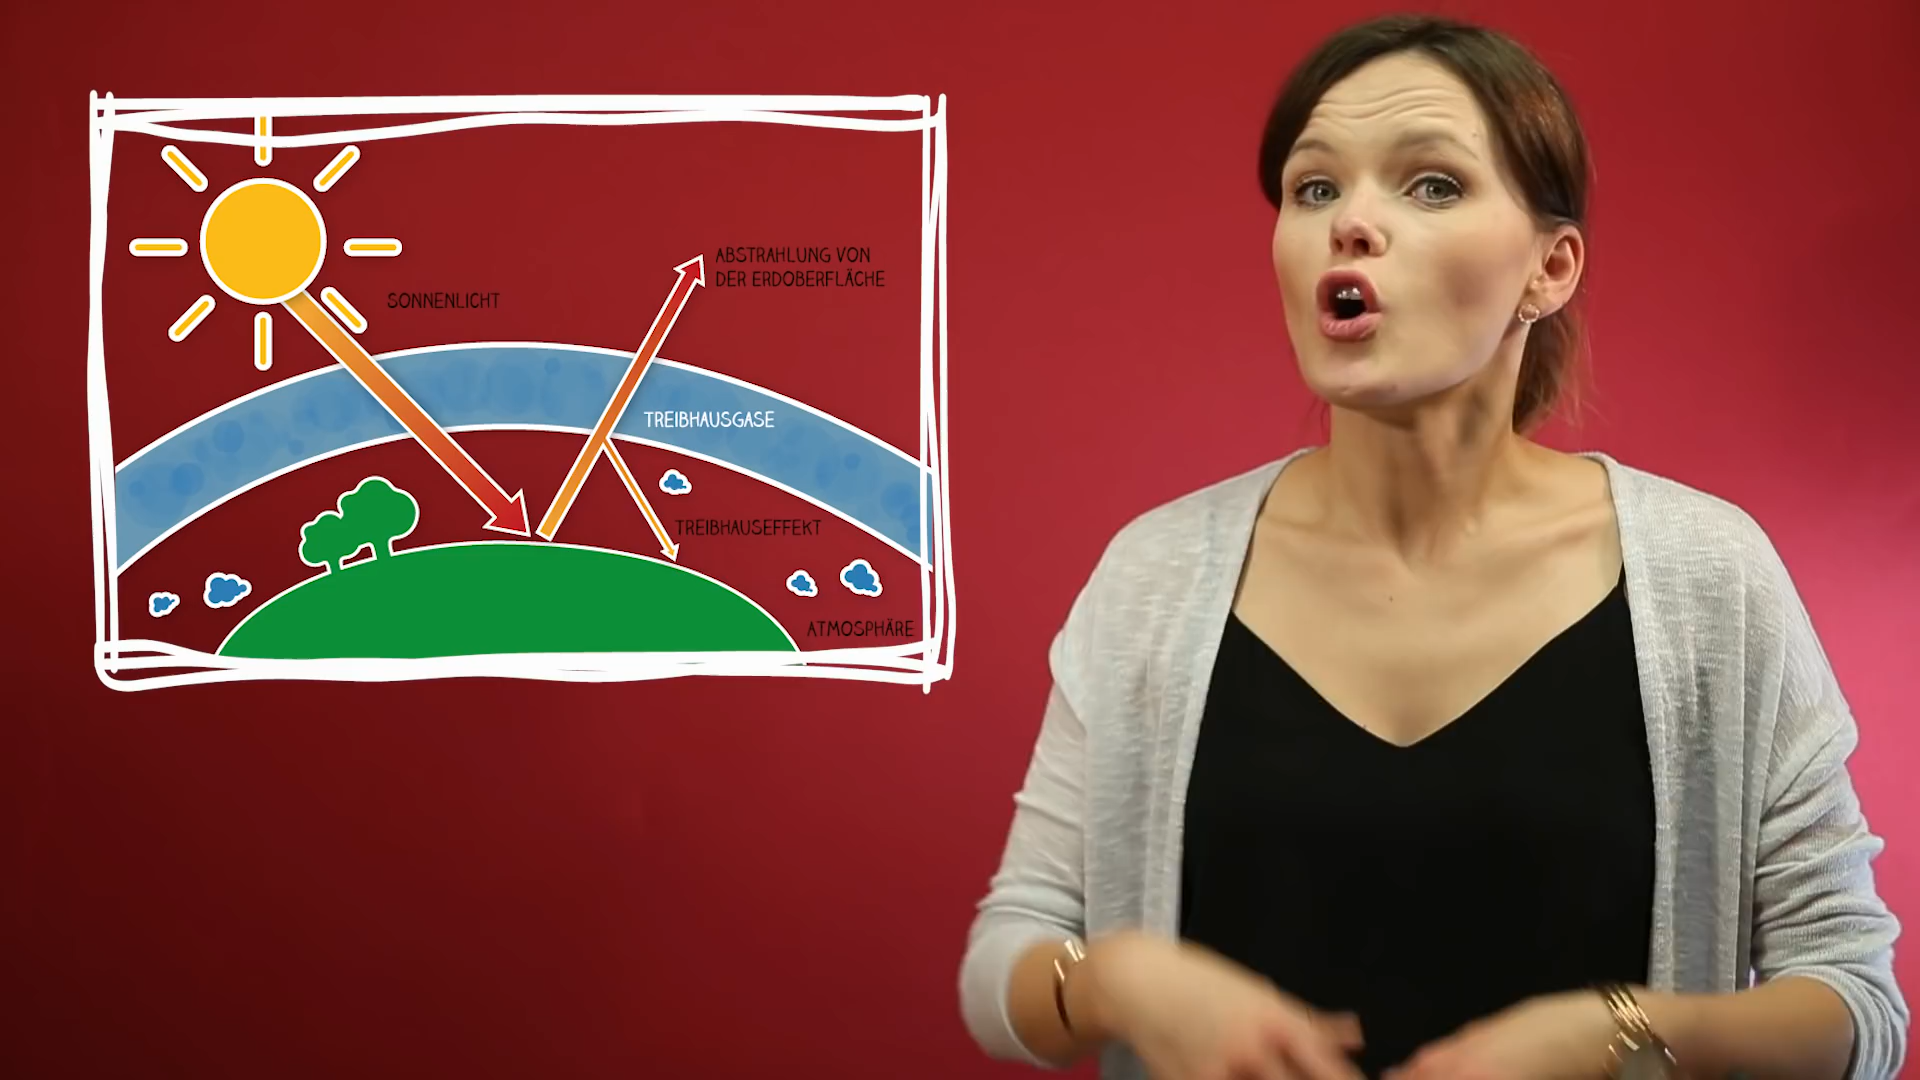 ABSTRAHLUNG VON
DER ERDOBERFLÄCHE
SONNENLICHT
TREIBHAUSGASE
TREIBHAUSEFFEKT
ATMOSPHÄRE